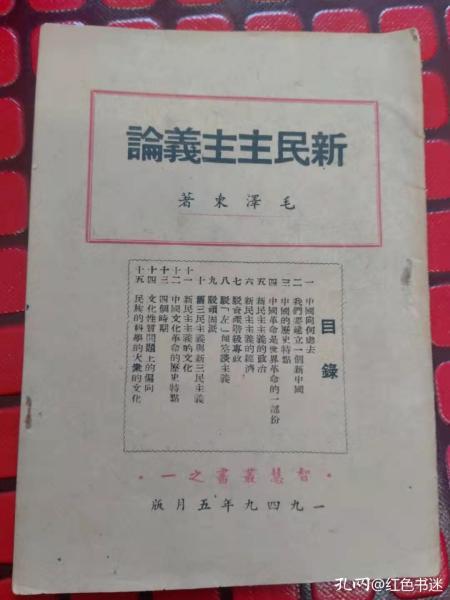 新民主主義論
毛澤東著
目錄
一 中國向何處去
二 我們要建立一個新中國
三 中國的歷史特點
四 中國革命是世界革命的一部份
五 新民主主義的政治
六 新民主主義的經濟
七 駁資產階級專政
八 駁「左」傾空談主義
九 駁頑固派
十 舊三民主義與新三民主義
十一 新民主主義的文化
十二 中國文化革命的歷史特點
十三 四個時期
十四 文化性質問題上的偏向
十五 民族的科學的大衆的文化
·智慧叢書之一·
一九四九年五月版
孔网@红色书迷